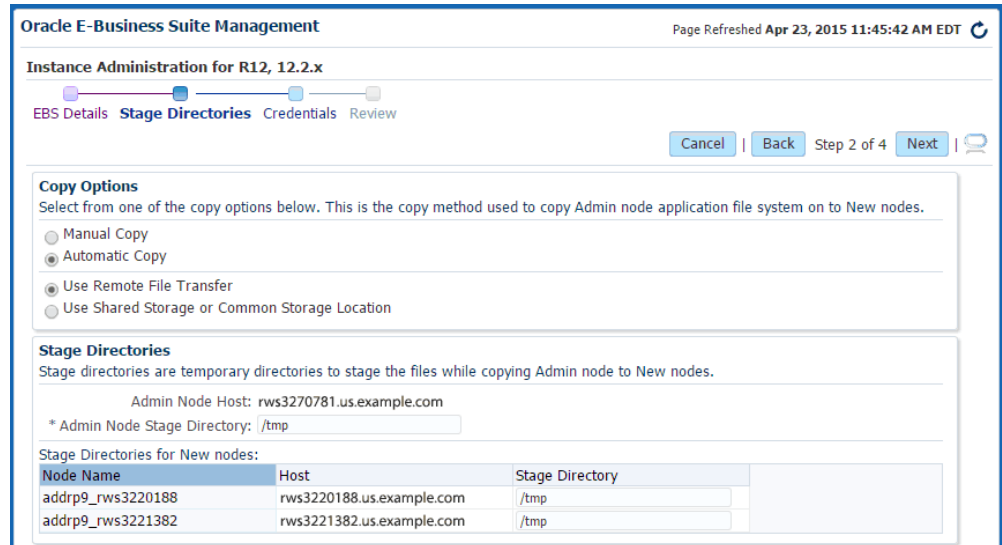 Oracle E-Business Suite Management
Page Refreshed Apr 23, 2015 11:45:42 AM EDT
Instance Administration for R12, 12.2.x
EBS Details Stage Directories Credentials Review
Cancel | Back Step 2 of 4 Next |
Copy Options
Select from one of the copy options below. This is the copy method used to copy Admin node application file system on to New nodes.
Manual Copy
Automatic Copy
Use Remote File Transfer
Use Shared Storage or Common Storage Location
Stage Directories
Stage directories are temporary directories to stage the files while copying Admin node to New nodes.
Admin Node Host: rws3270781.us.example.com
* Admin Node Stage Directory: /tmp
Stage Directories for New nodes:
Node Name Host Stage Directory
addrp9_rws3220188 rws3220188.us.example.com /tmp
addrp9_rws3221382 rws3221382.us.example.com /tmp